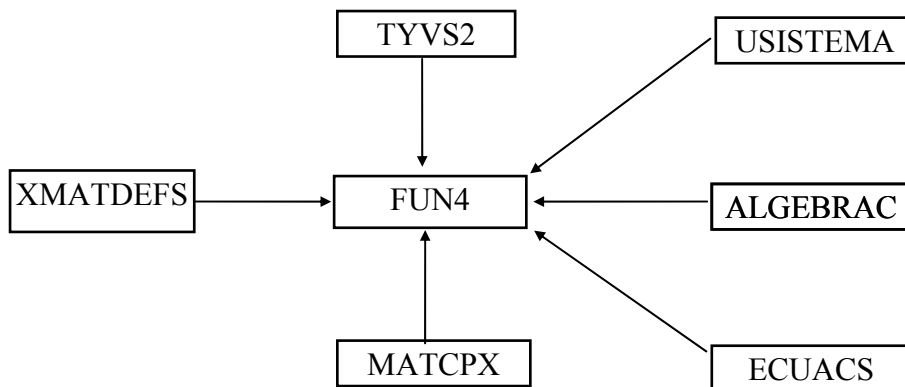 TYVS2
USISTEMA
XMATDEFS
FUN4
ALGEBRAC
MATCPX
ECUACS